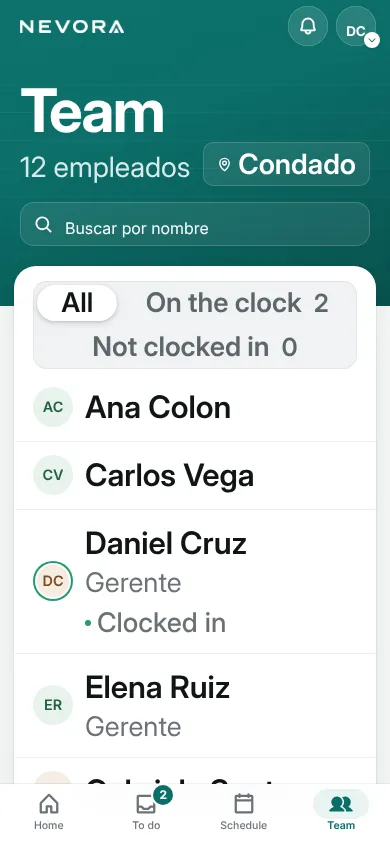 NEVORA
DC
Team
12 empleados
Condado
Buscar por nombre
All
On the clock 2
Not clocked in 0
AC Ana Colon
CV Carlos Vega
Daniel Cruz
DC Gerente
Clocked in
Elena Ruiz
ER Gerente
2
Home To do Schedule Team